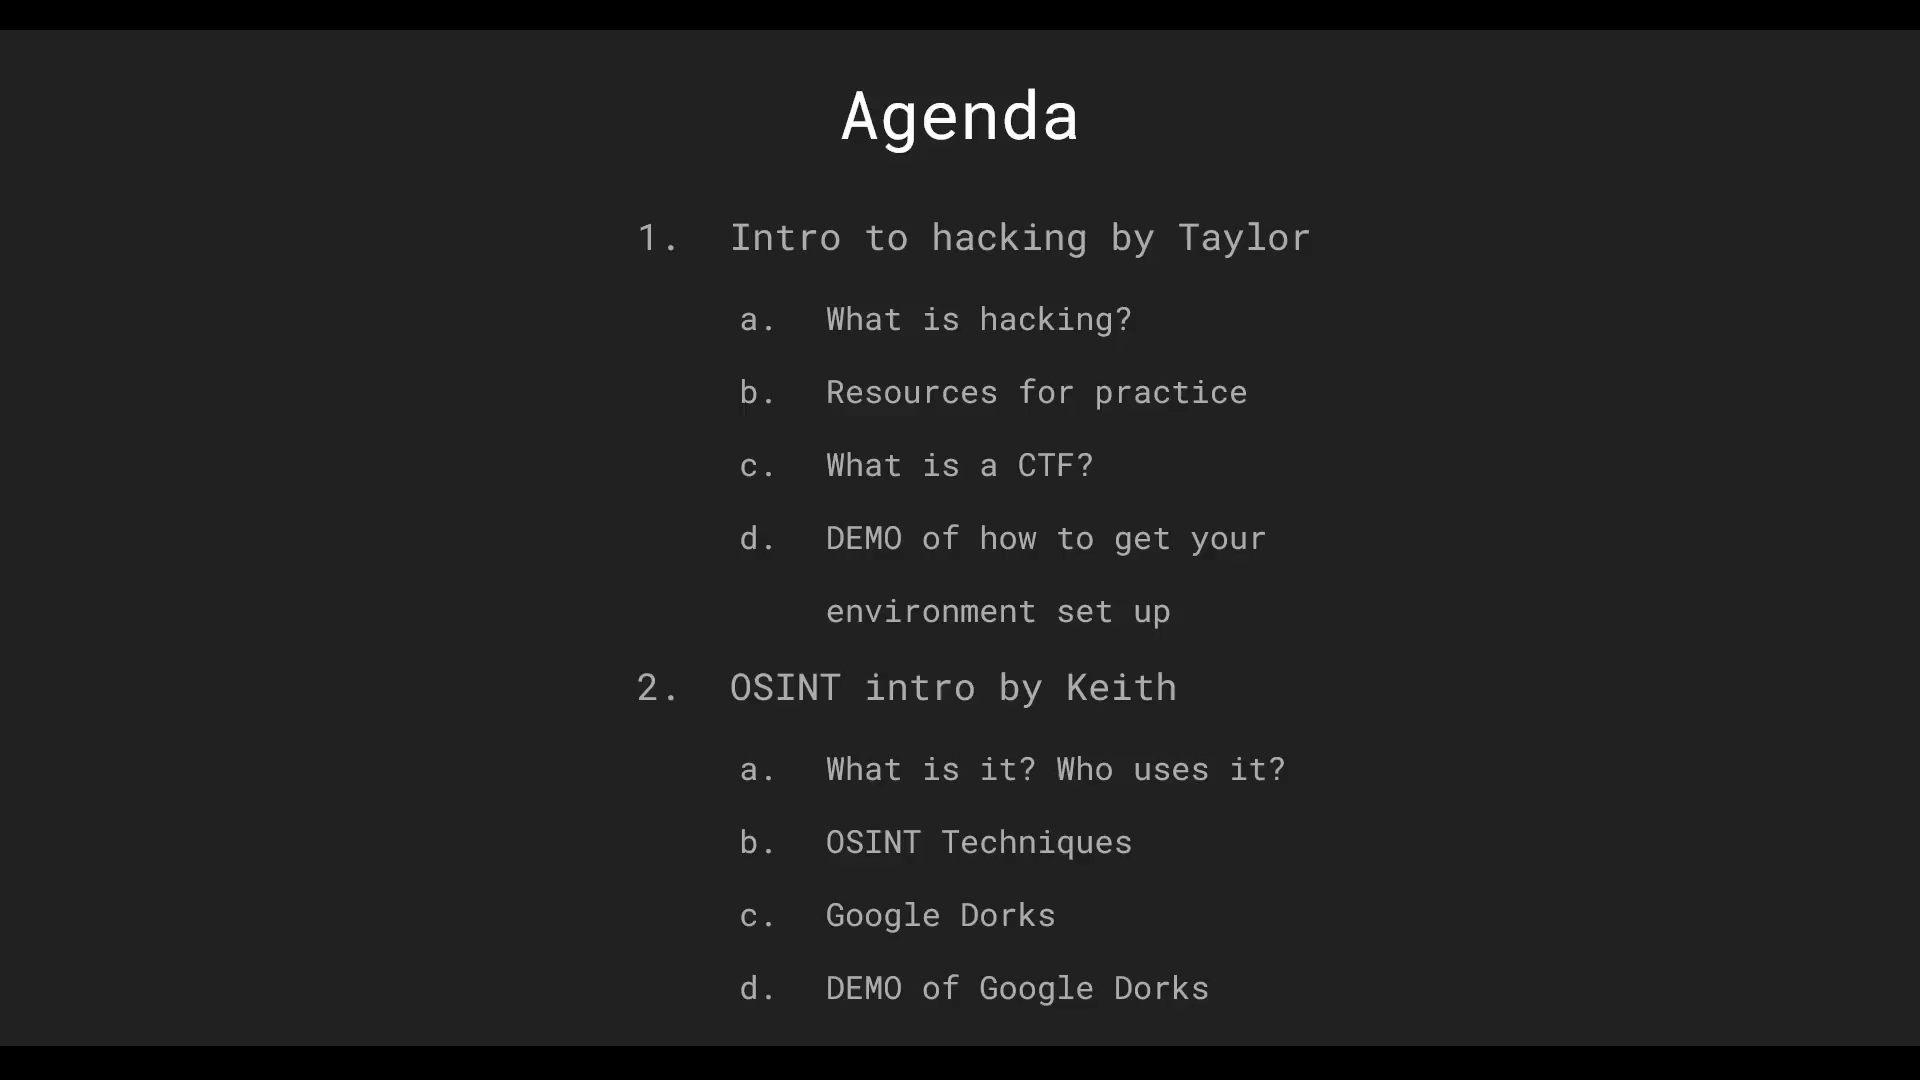 Agenda
1. Intro to hacking by Taylor
a. What is hacking?
b. Resources for practice
c. What is a CTF?
d. DEMO of how to get your
environment set up
2. OSINT intro by Keith
a. What is it? Who uses it?
b. OSINT Techniques
c. Google Dorks
d. DEMO of Google Dorks